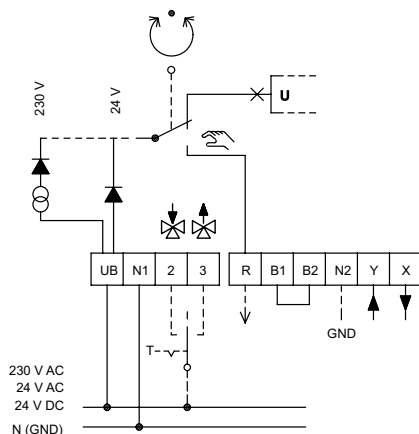 230 V
24 V
U
UB N1 2 3 R B1 B2 N2 Y X
GND
T
230 V AC
24 V AC
24 V DC
N (GND)